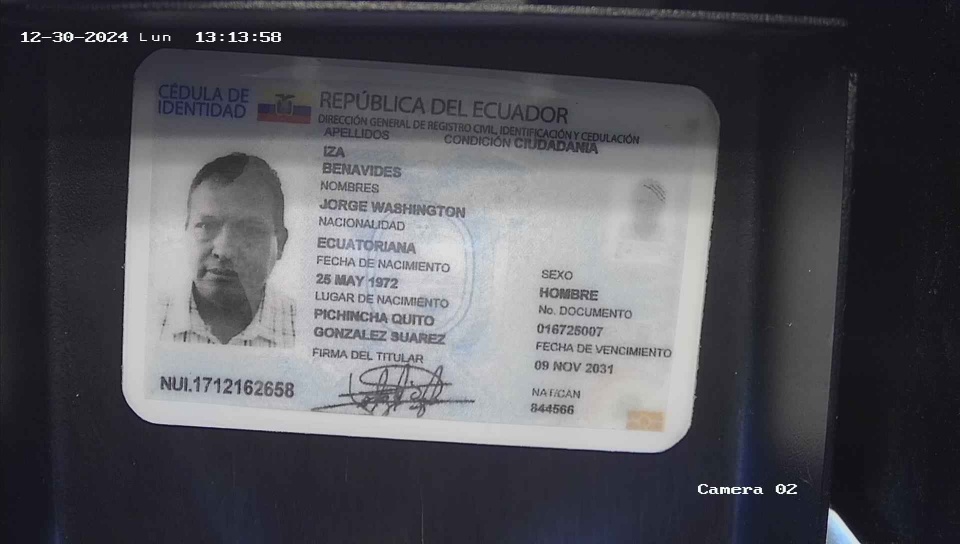 12-30-2024 Lun 13:13:58
CÉDULA DE
IDENTIDAD
REPÚBLICA DEL ECUADOR
DIRECCIÓN GENERAL DE REGISTRO CIVIL, IDENTIFICACIÓN Y CEDULACIÓN
APELLIDOS
CONDICIÓN CIUDADANÍA
IZA
BENAVIDES
NOMBRES
JORGE WASHINGTON
NACIONALIDAD
ECUATORIANA
FECHA DE NACIMIENTO
25 MAY 1972
LUGAR DE NACIMIENTO
PICHINCHA QUITO
GONZALEZ SUAREZ
FIRMA DEL TITULAR
SEXO
HOMBRE
No. DOCUMENTO
016725007
FECHA DE VENCIMIENTO
09 NOV 2031
NAT/CAN
844566
NUI.1712162658
Camera 02